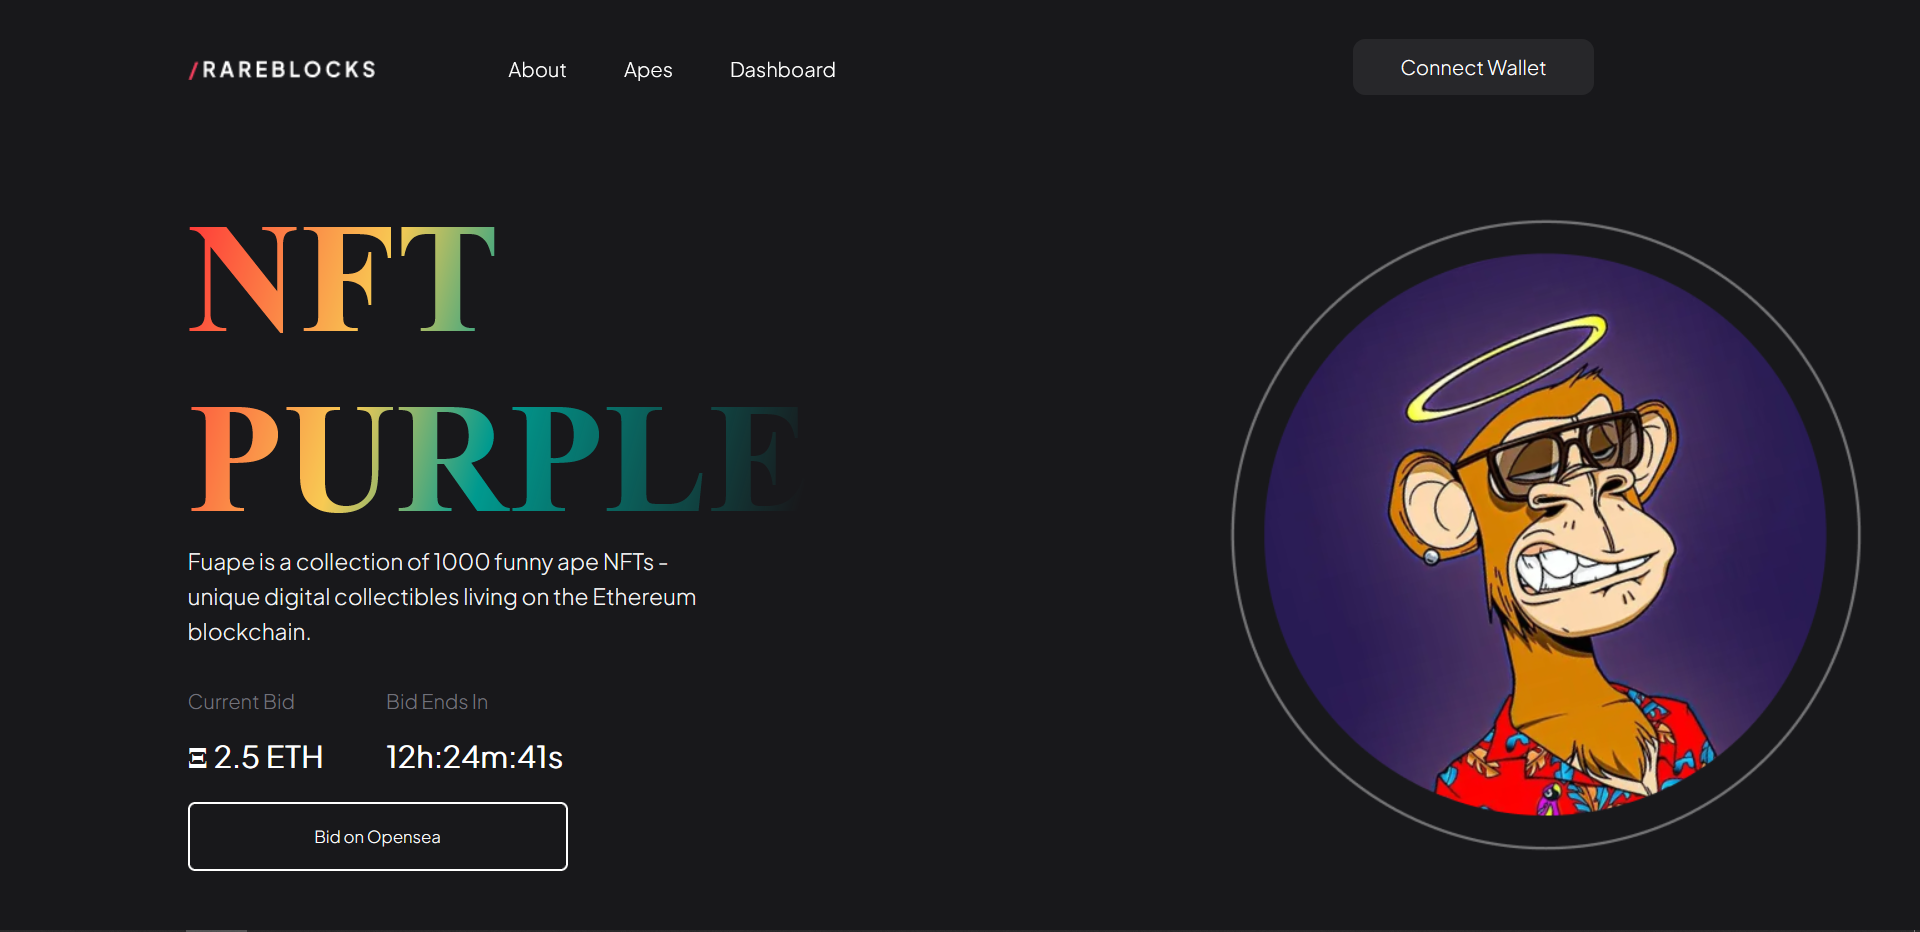 /RAREBLOCKS
About Apes Dashboard
Connect Wallet
NFT
PURPLE
Fuape is a collection of 1000 funny ape NFTs -
unique digital collectibles living on the Ethereum
blockchain.
Current Bid Bid Ends In
Ξ 2.5 ETH 12h:24m:41s
Bid on Opensea